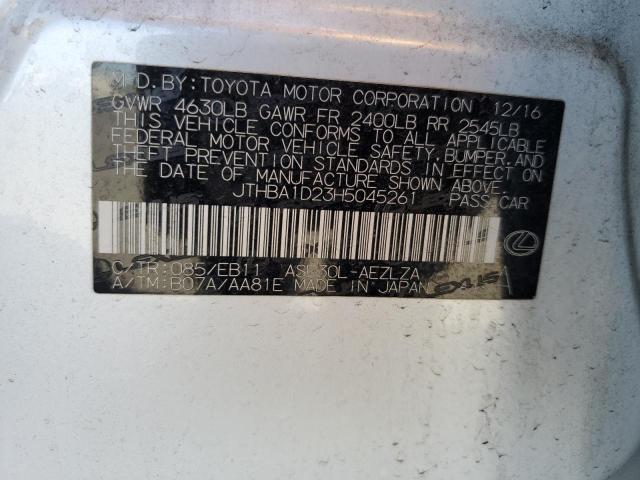 MFD.BY:TOYOTA MOTOR CORPORATION 12/16
GVWR 4630LB GAWR FR 2400LB RR 2545LB
THIS VEHICLE CONFORMS TO ALL APPLICABLE
FEDERAL MOTOR VEHICLE SAFETY,BUMPER,AND
THEFT PREVENTION STANDARDS IN EFFECT ON
THE DATE OF MANUFACTURE SHOWN ABOVE.
JTHBA1D23H5045261 PASS.CAR
C/TR:085/EB11 ASE30L-AEZLZA
A/TM:B07A/AA81E MADE IN JAPAN